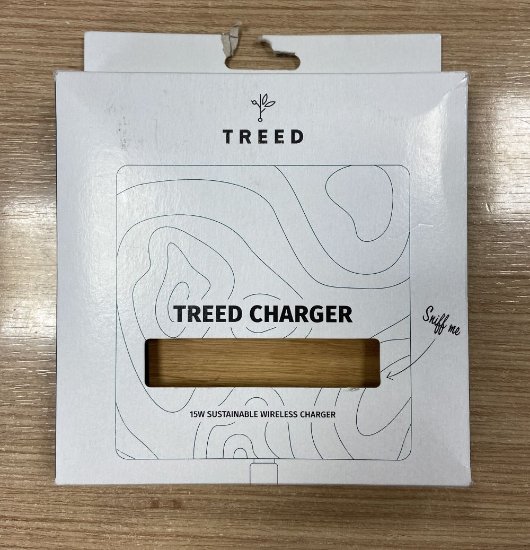 TREED
TREED CHARGER
Sniff me
15W SUSTAINABLE WIRELESS CHARGER